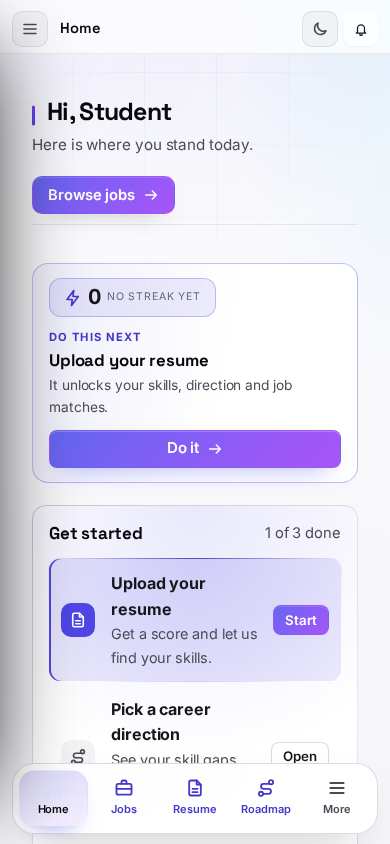 Home
Hi, Student
Here is where you stand today.
Browse jobs →
0 NO STREAK YET
DO THIS NEXT
Upload your resume
It unlocks your skills, direction and job
matches.
Do it →
Get started 1 of 3 done
Upload your
resume
Get a score and let us
find your skills.
Start
Pick a career
direction
See your skill gaps
Open
Home Jobs Resume Roadmap More